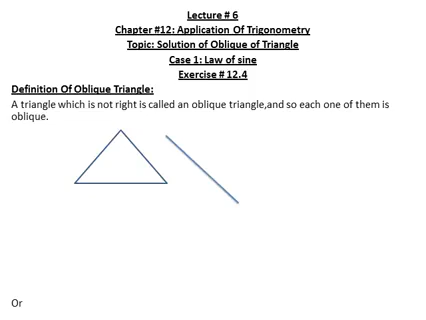 Lecture # 6
Chapter #12: Application Of Trigonometry
Topic: Solution of Oblique of Triangle
Case 1: Law of sine
Exercise # 12.4
Definition Of Oblique Triangle:
A triangle which is not right is called an oblique triangle,and so each one of them is
oblique.
Or